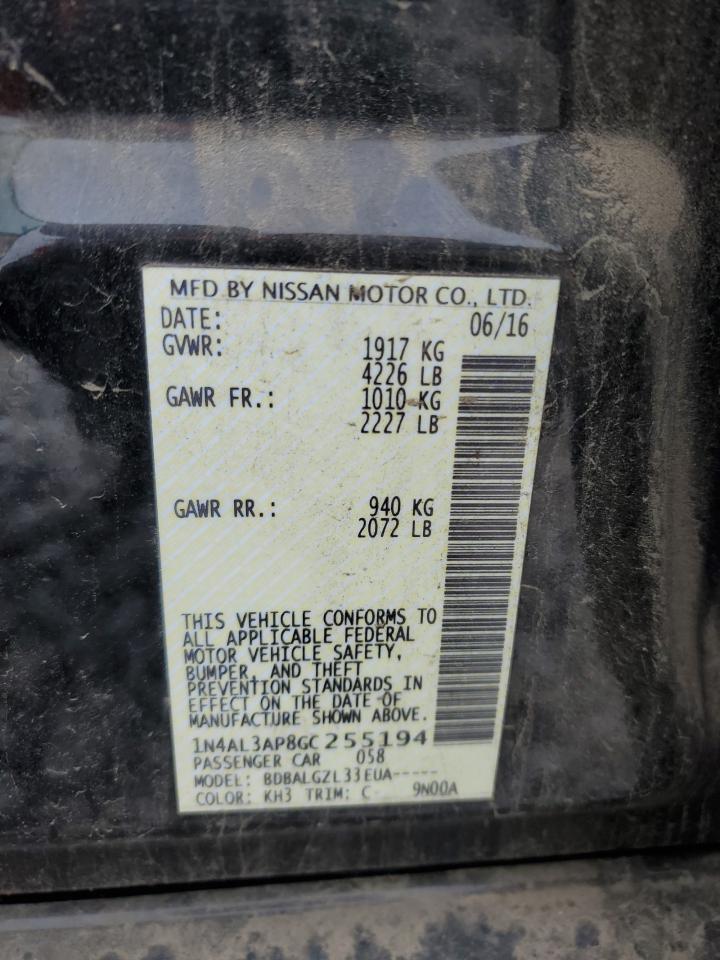 MFD BY NISSAN MOTOR CO., LTD.
DATE: 06/16
GVWR: 1917 KG
4226 LB
GAWR FR.: 1010 KG
2227 LB
GAWR RR.: 940 KG
2072 LB
THIS VEHICLE CONFORMS TO
ALL APPLICABLE FEDERAL
MOTOR VEHICLE SAFETY,
BUMPER, AND THEFT
PREVENTION STANDARDS IN
EFFECT ON THE DATE OF
MANUFACTURE SHOWN ABOVE.
1N4AL3AP8GC255194
PASSENGER CAR 058
MODEL: BDBALGZL33EUA-----
COLOR: KH3 TRIM: C 9N00A